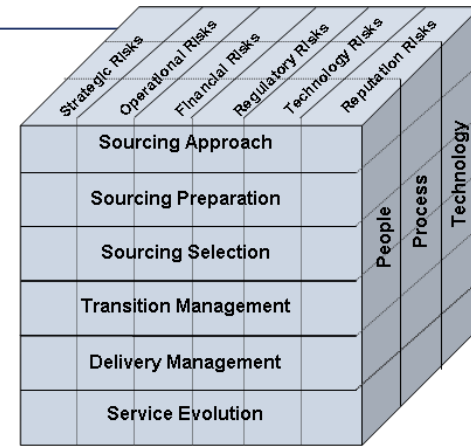 Strategic Risks
Operational Risks
Financial Risks
Regulatory Risks
Technology Risks
Reputation Risks
Sourcing Approach
Sourcing Preparation
Sourcing Selection
Transition Management
Delivery Management
Service Evolution
People
Process
Technology